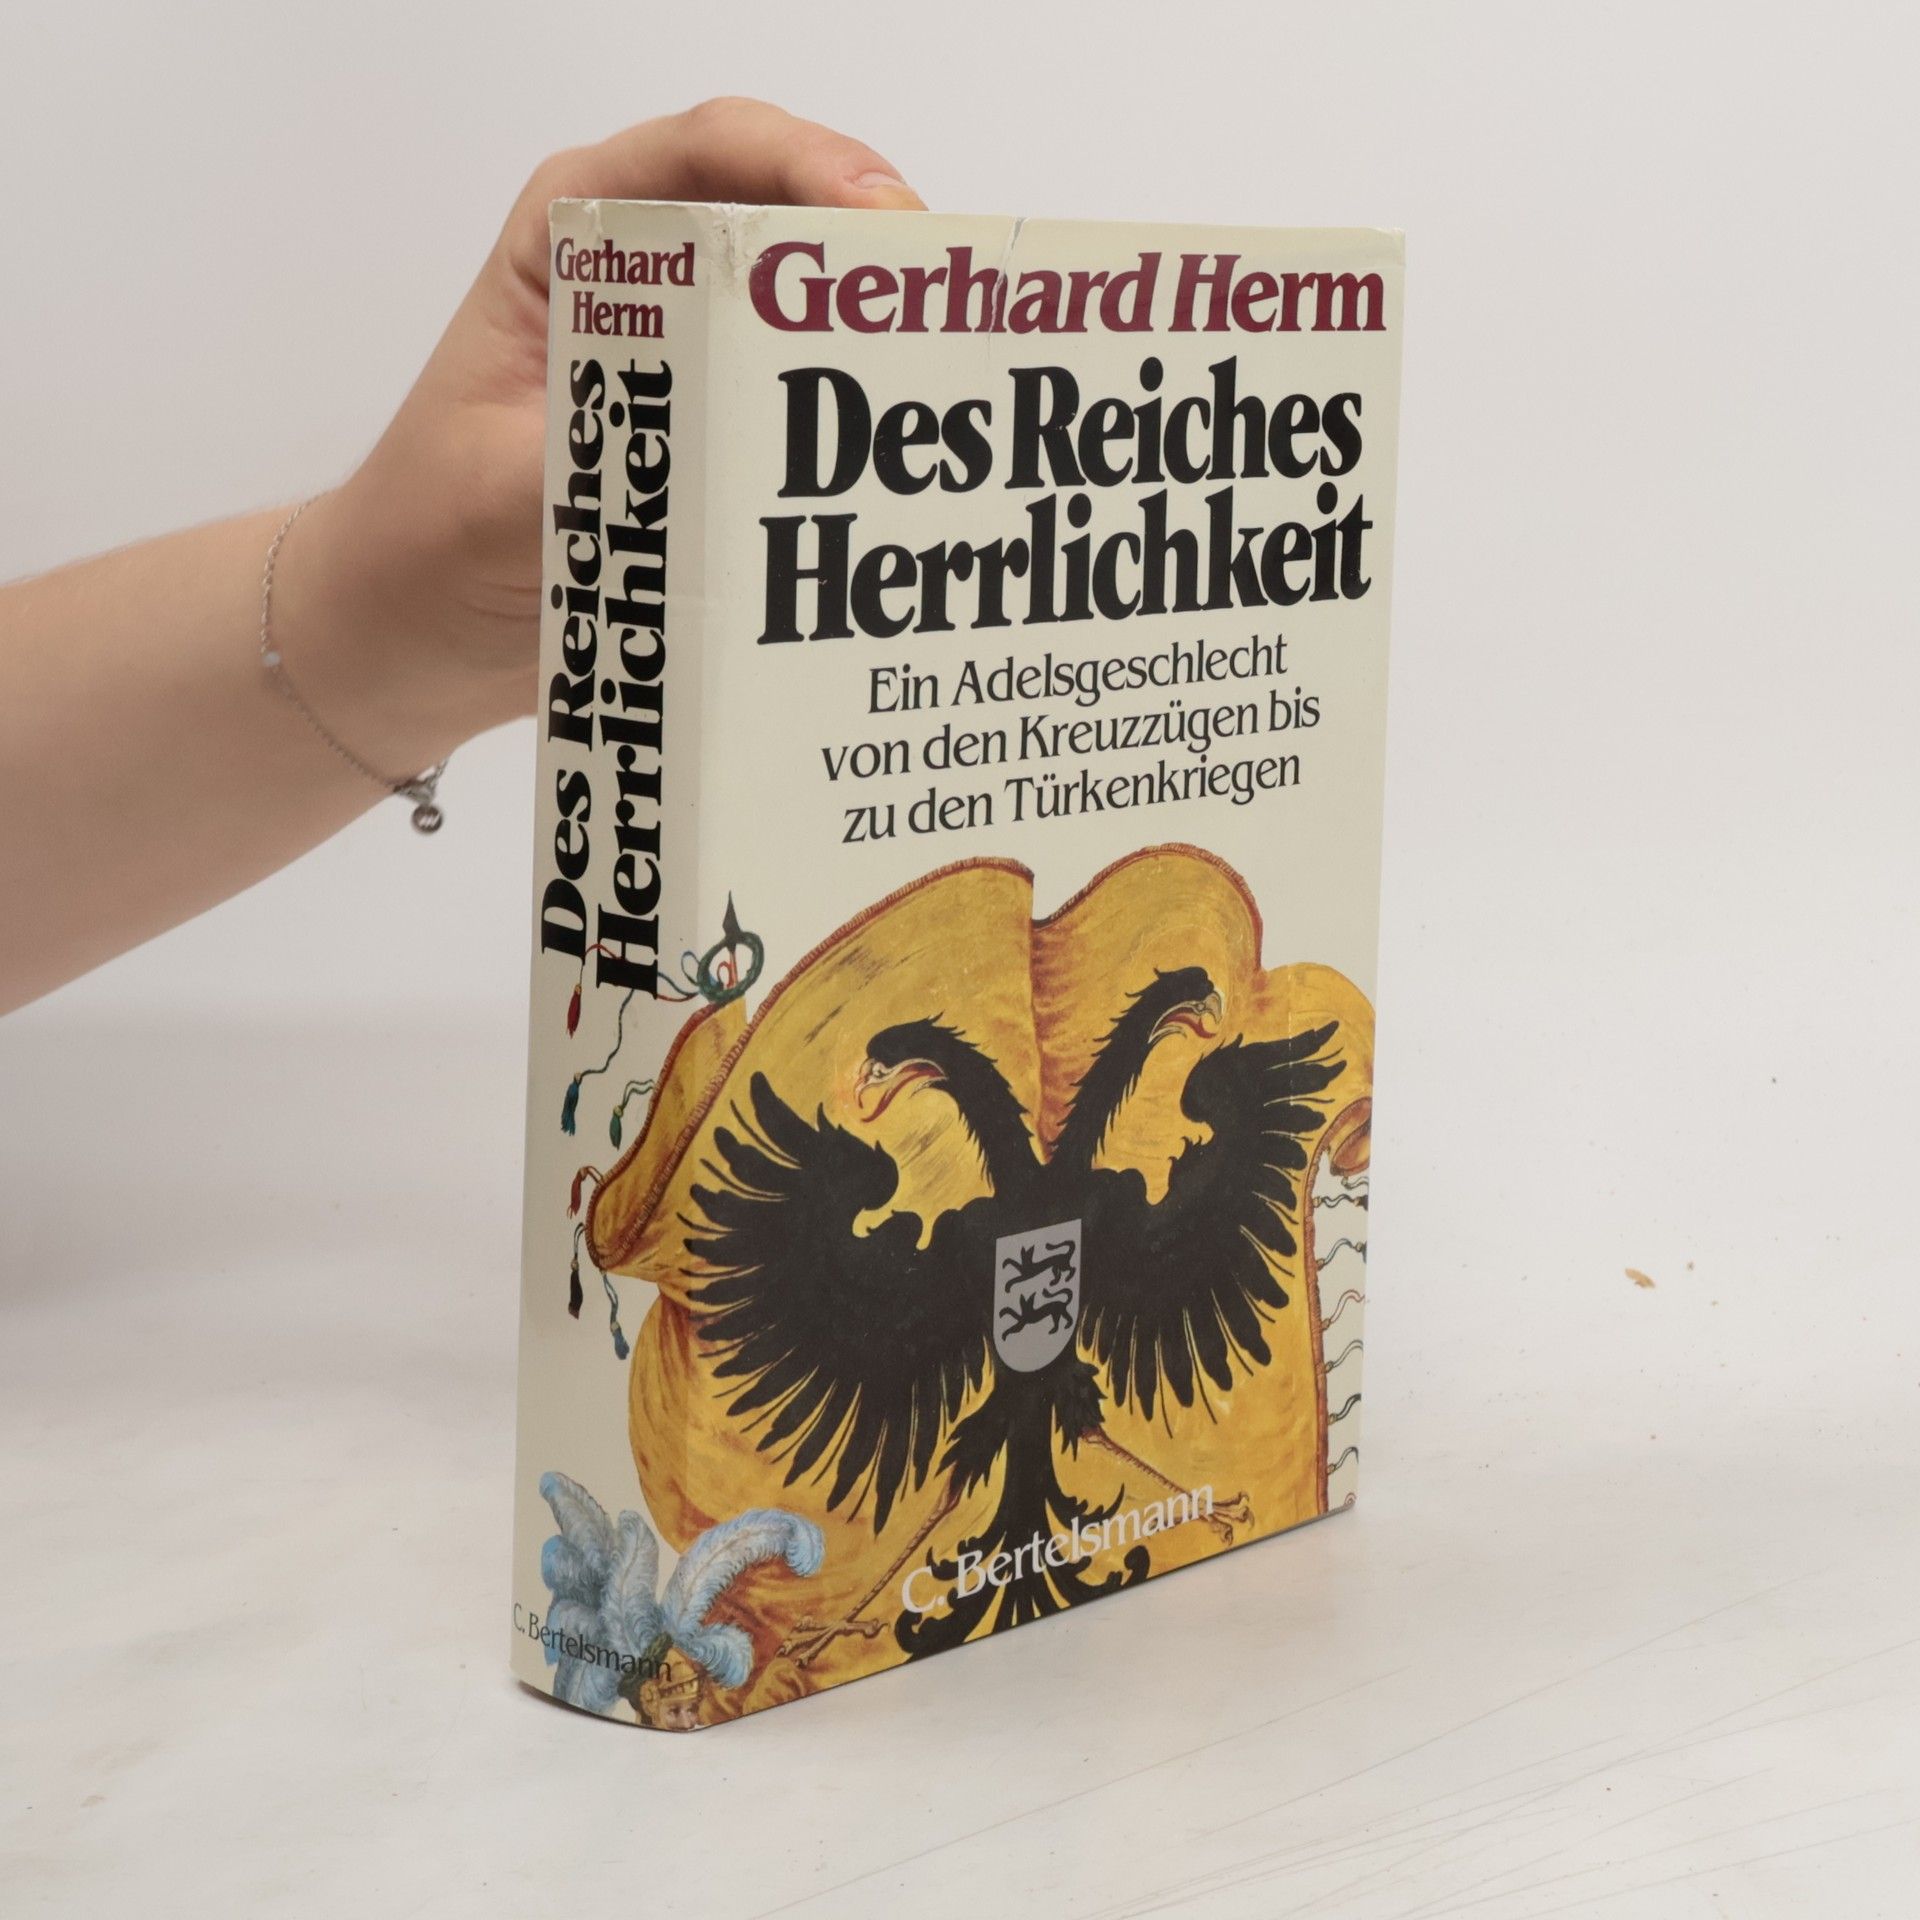 Gerhard
Herm
Des Reiches
Herrlichkeit
C. Bertelsmann
Gerhard Herm
Des Reiches
Herrlichkeit
Ein Adelsgeschlecht
von den Kreuzzügen bis
zu den Türkenkriegen
C. Bertelsmann